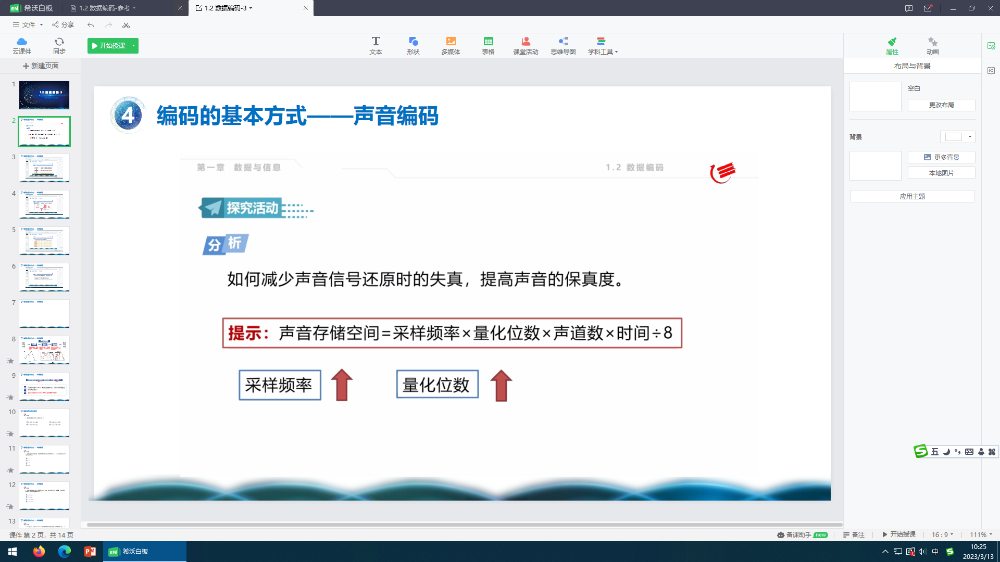 希沃白板
1.2 数据编码-参考
1.2 数据编码-3
文件
分享
云课件
同步
开始授课
文本
形状
多媒体
表格
课堂活动
思维导图
学科工具
属性
动画
新建页面
布局与背景
空白
更改布局
背景
更多背景
本地图片
应用主题
1
1.2 数据编码 3
2
3
4
5
6
7
8
9
10
11
12
13
4
编码的基本方式——声音编码
第一章 数据与信息
1.2 数据编码
探究活动
分析
如何减少声音信号还原时的失真，提高声音的保真度。
提示：声音存储空间=采样频率×量化位数×声道数×时间÷8
采样频率
量化位数
五
课件 第 2 页，共 14 页
备课助手 new
备注
开始授课
16 : 9
111%
希沃白板
中
10:25
2023/3/13